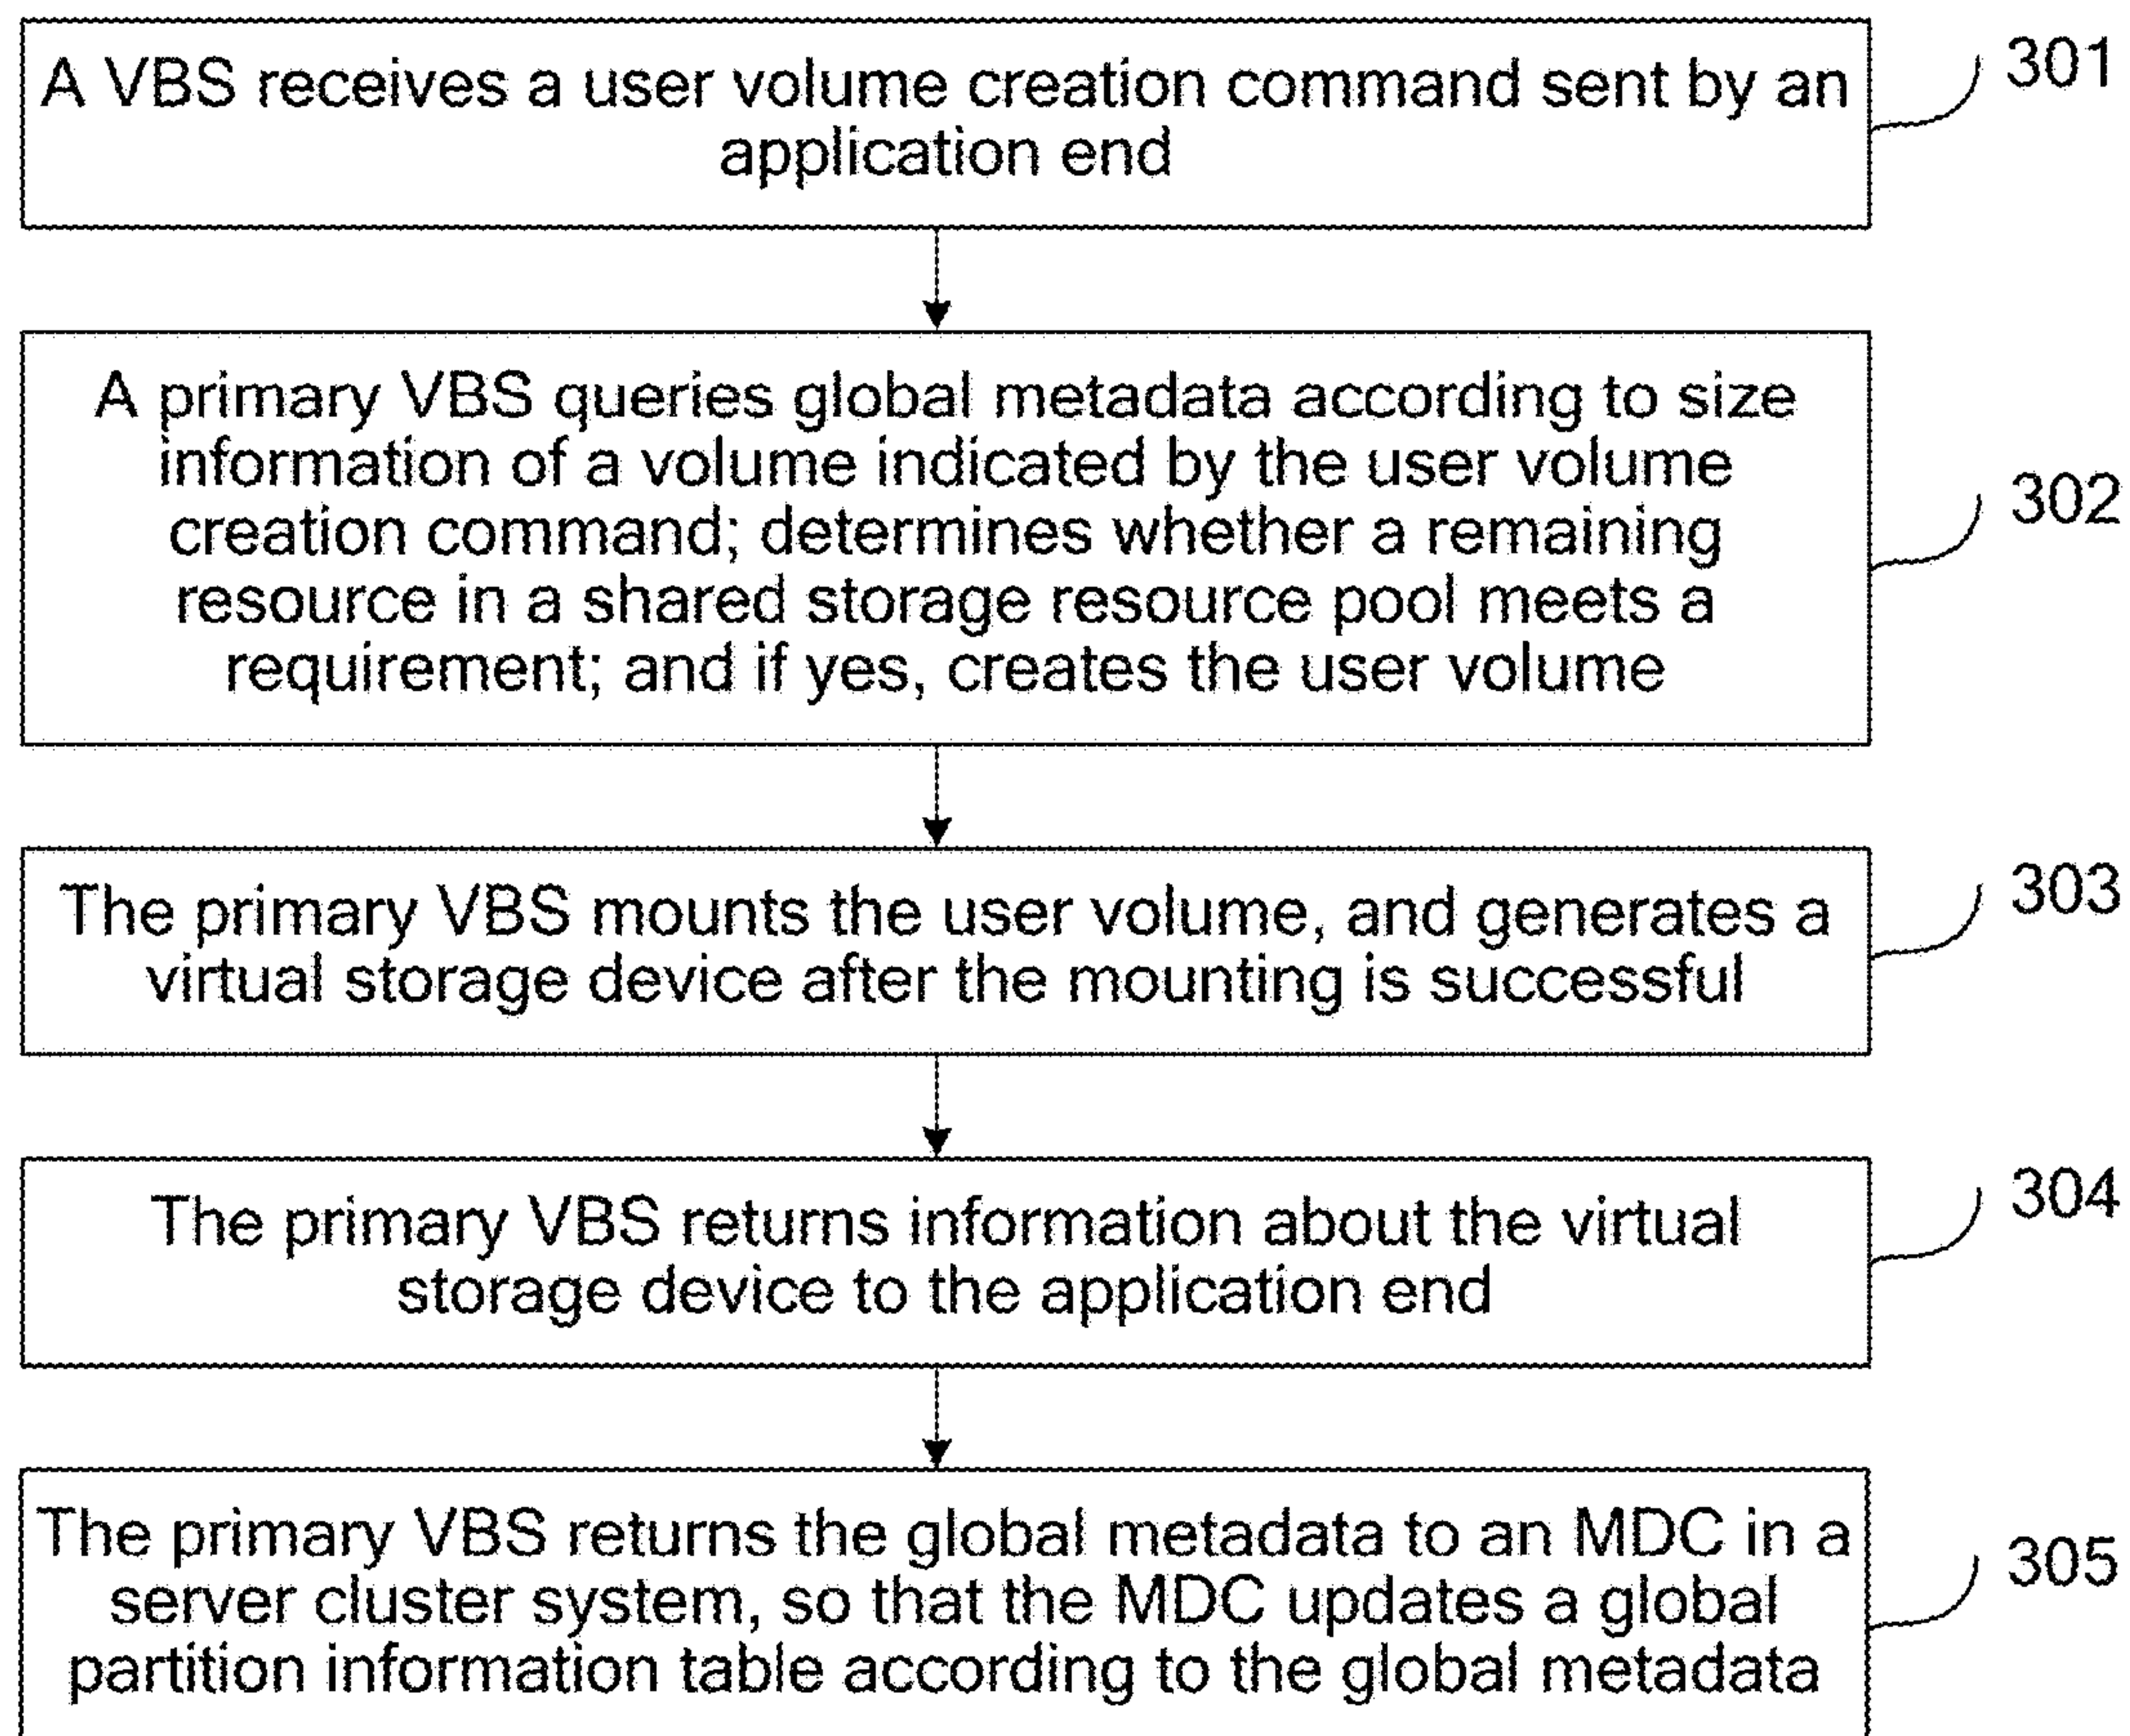 A VBS receives a user volume creation command sent by an
application end
301
A primary VBS queries global metadata according to size
information of a volume indicated by the user volume
creation command; determines whether a remaining
resource in a shared storage resource pool meets a
requirement; and if yes, creates the user volume
302
The primary VBS mounts the user volume, and generates a
virtual storage device after the mounting is successful
303
The primary VBS returns information about the virtual
storage device to the application end
304
The primary VBS returns the global metadata to an MDC in a
server cluster system, so that the MDC updates a global
partition information table according to the global metadata
305